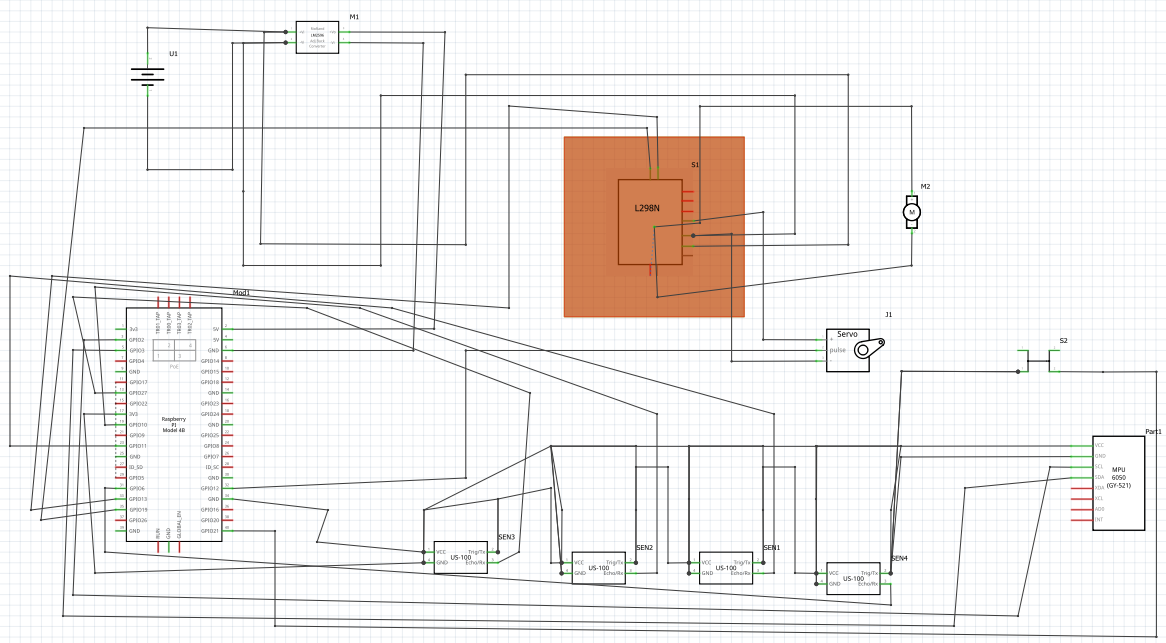 M1
LM2596
U1
S1
L298N
M2
Mod1
TR01_TAP
TR00_TAP
TR03_TAP
TR02_TAP
3v3 5V
GPIO2 5V
GPIO3 GND
GPIO4 GPIO14
GND GPIO15
GPIO17 GPIO18
GPIO27 GND
GPIO22 GPIO23
3V3 GPIO24
GPIO10 GND
GPIO9 GPIO25
GPIO11 GPIO8
GND GPIO7
ID_SD ID_SC
GPIO5 GND
GPIO6 GPIO12
GPIO13 GND
GPIO19 GPIO16
GPIO26 GPIO20
GND GPIO21
PoE
Raspberry
Pi
Model 4B
RUN
GND
GLOBAL_EN
J1
Servo
+
pulse
-
S2
Part1
VCC
GND
SCL
SDA
XDA
XCL
AD0
INT
MPU
6050
(GY-521)
SEN3
VCC Trig/Tx
US-100
GND Echo/Rx
SEN2
VCC Trig/Tx
US-100
GND Echo/Rx
SEN1
VCC Trig/Tx
US-100
GND Echo/Rx
SEN4
VCC Trig/Tx
US-100
GND Echo/Rx